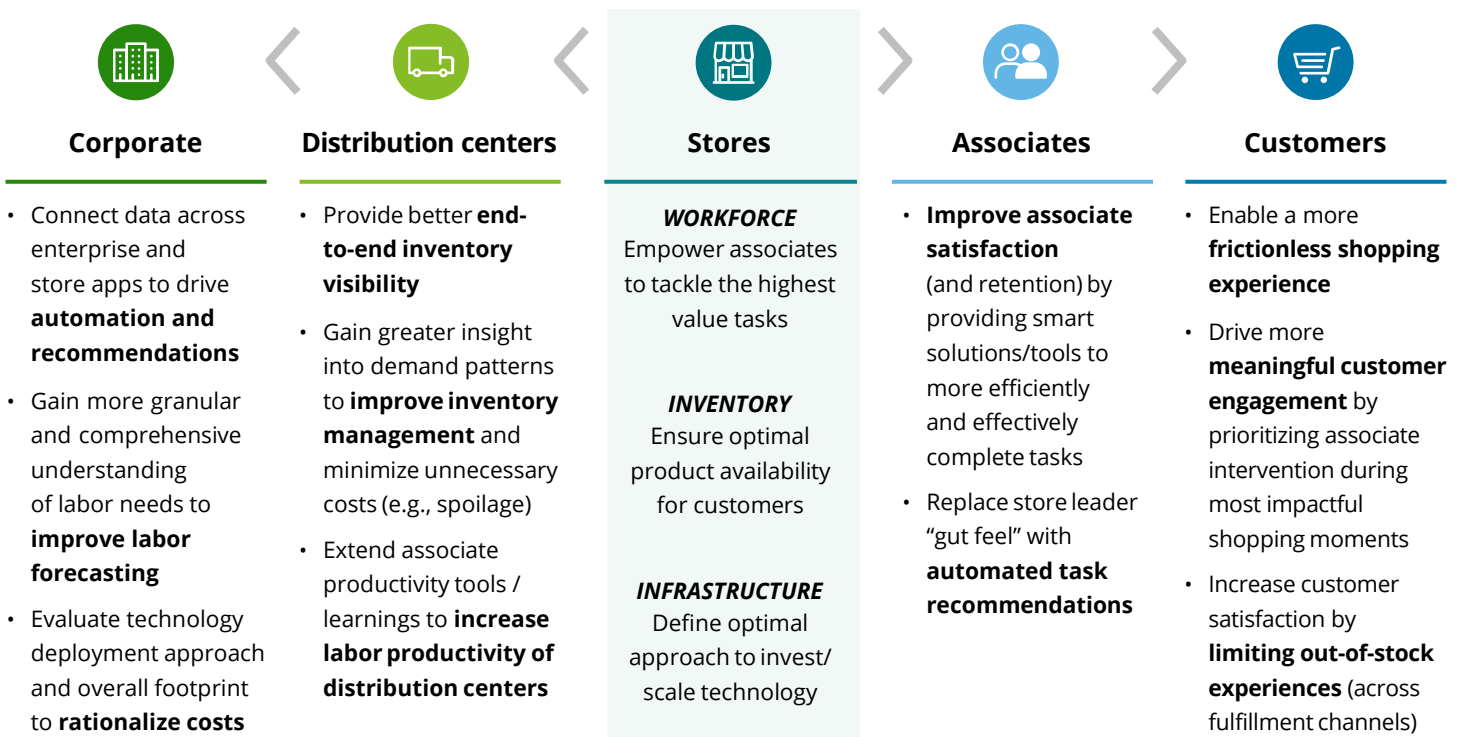 Corporate
• Connect data across
enterprise and
store apps to drive
automation and
recommendations
• Gain more granular
and comprehensive
understanding
of labor needs to
improve labor
forecasting
• Evaluate technology
deployment approach
and overall footprint
to rationalize costs
Distribution centers
• Provide better end-
to-end inventory
visibility
• Gain greater insight
into demand patterns
to improve inventory
management and
minimize unnecessary
costs (e.g., spoilage)
• Extend associate
productivity tools /
learnings to increase
labor productivity of
distribution centers
Stores
WORKFORCE
Empower associates
to tackle the highest
value tasks
INVENTORY
Ensure optimal
product availability
for customers
INFRASTRUCTURE
Define optimal
approach to invest/
scale technology
Associates
• Improve associate
satisfaction
(and retention) by
providing smart
solutions/tools to
more efficiently
and effectively
complete tasks
• Replace store leader
“gut feel” with
automated task
recommendations
Customers
• Enable a more
frictionless shopping
experience
• Drive more
meaningful customer
engagement by
prioritizing associate
intervention during
most impactful
shopping moments
• Increase customer
satisfaction by
limiting out-of-stock
experiences (across
fulfillment channels)